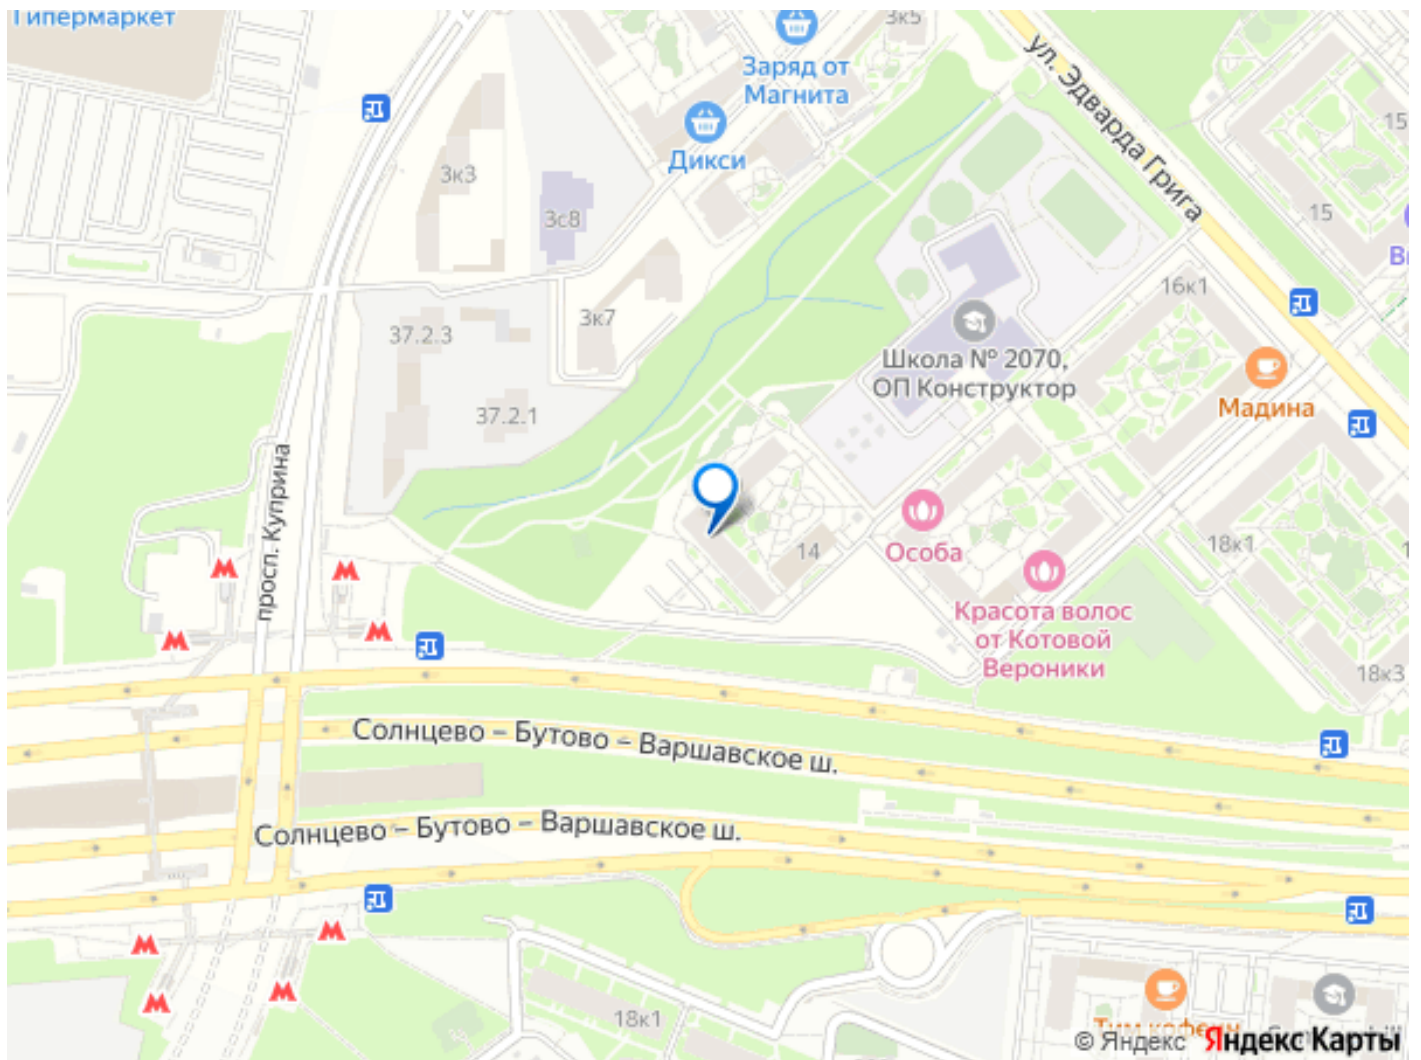 Гипермаркет
3к5
Заряд от
Магнита
ул. Эдварда Грига
Дикси
15
3к3
3с8
15
16к1
3к7
37.2.3
Школа № 2070,
ОП Конструктор
37.2.1
Мадина
просп. Куприна
Особа
14
18к1
Красота волос
от Котовой
Вероники
18к3
Солнцево – Бутово – Варшавское ш.
Солнцево – Бутово – Варшавское ш.
18к1
© Яндекс Яндекс Карты